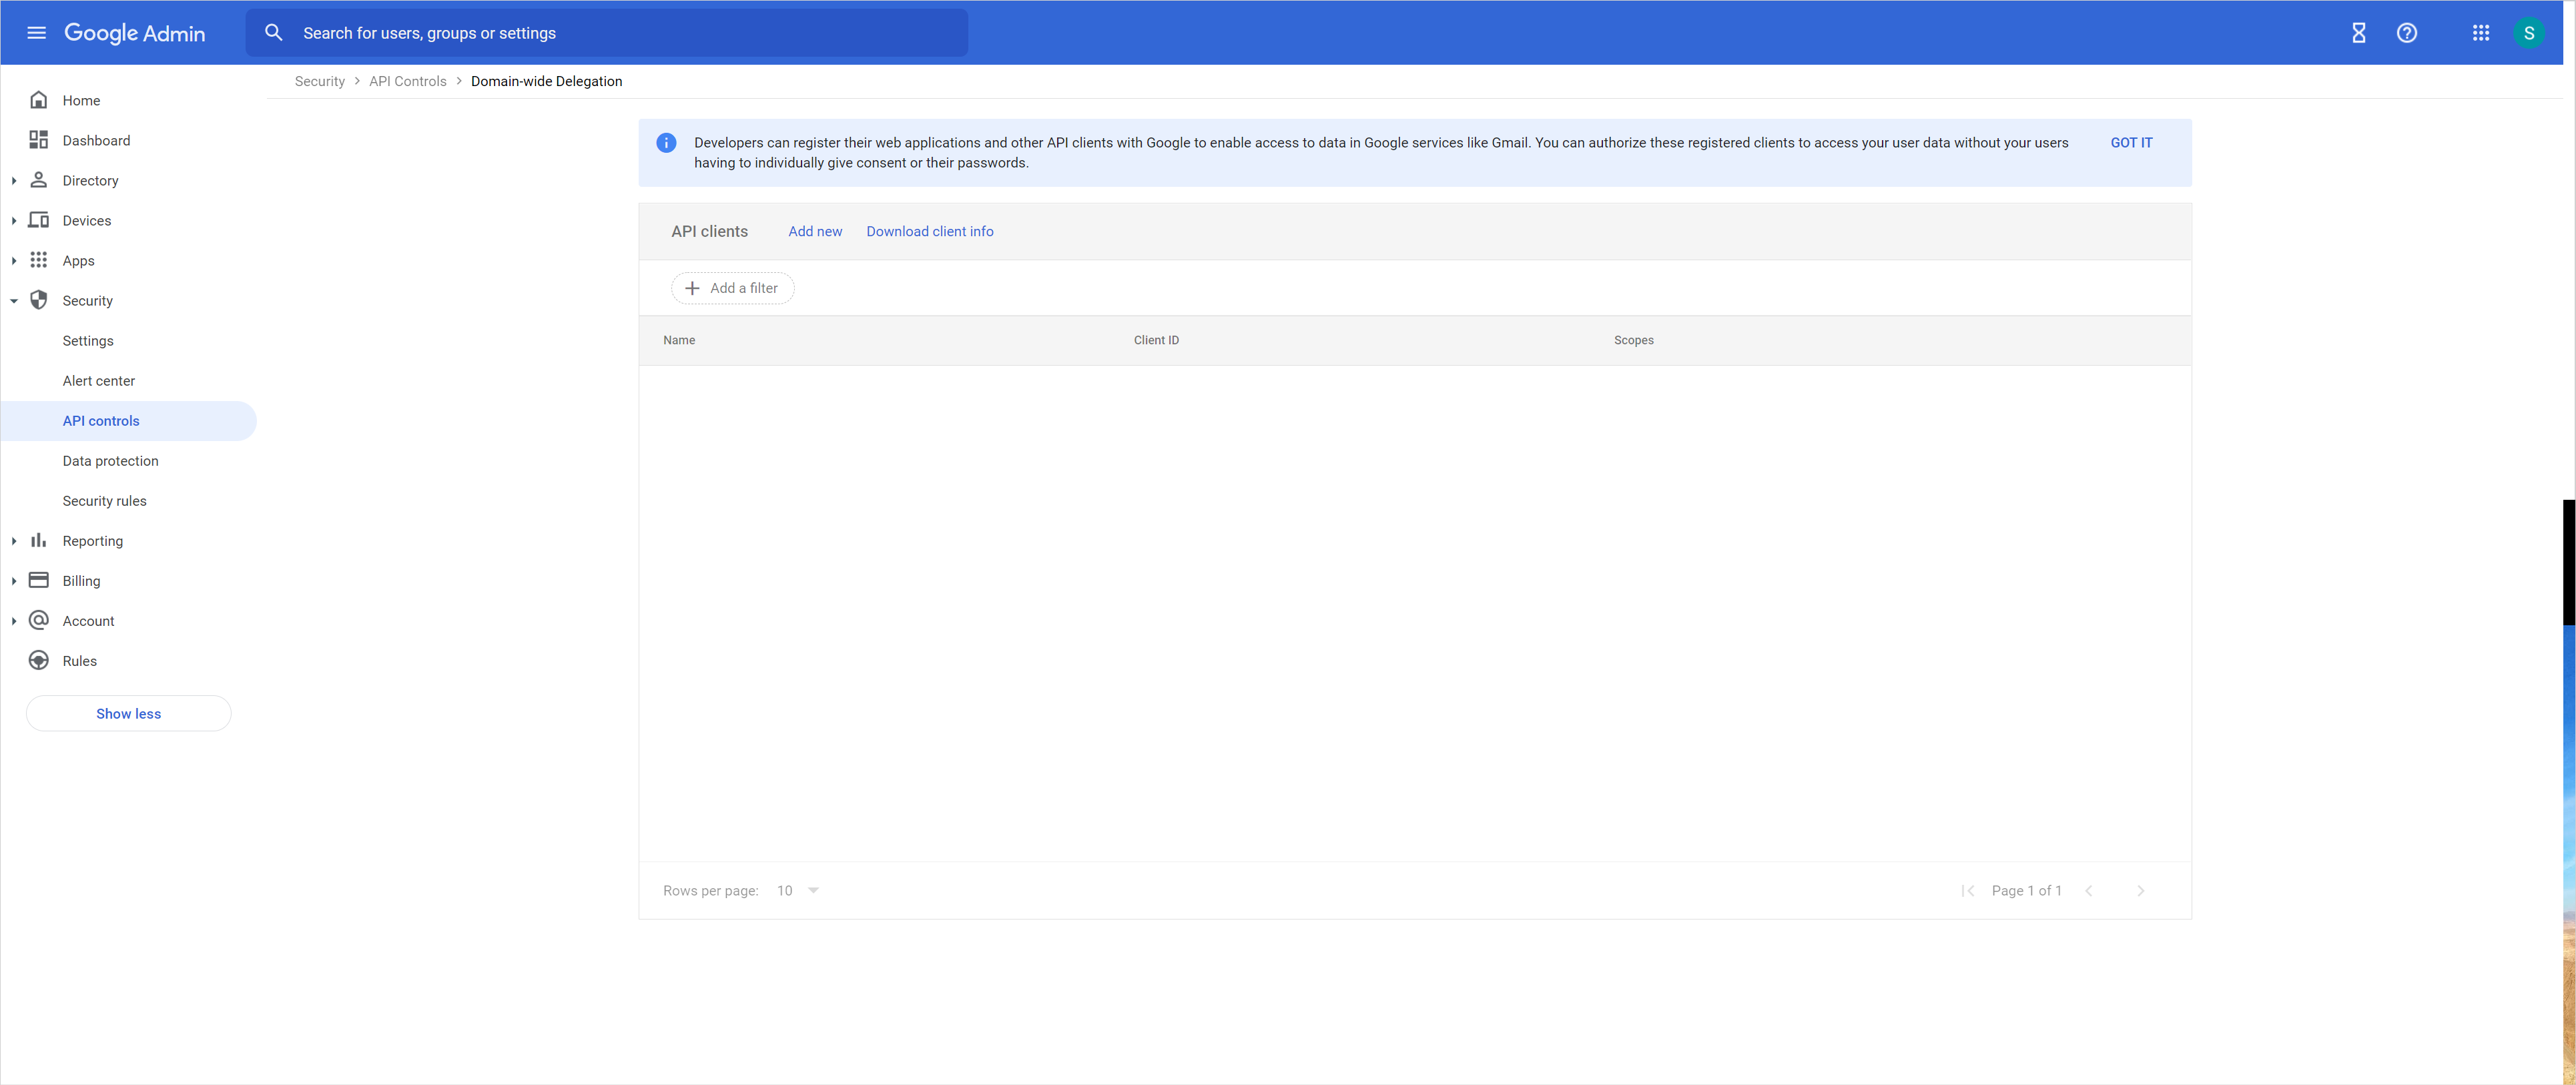 Google Admin
Search for users, groups or settings
S
Security > API Controls > Domain-wide Delegation
Home
Dashboard
Directory
Devices
Apps
Security
Settings
Alert center
API controls
Data protection
Security rules
Reporting
Billing
Account
Rules
Show less
Developers can register their web applications and other API clients with Google to enable access to data in Google services like Gmail. You can authorize these registered clients to access your user data without your users
having to individually give consent or their passwords.
GOT IT
API clients Add new Download client info
Add a filter
Name Client ID Scopes
Rows per page: 10 Page 1 of 1